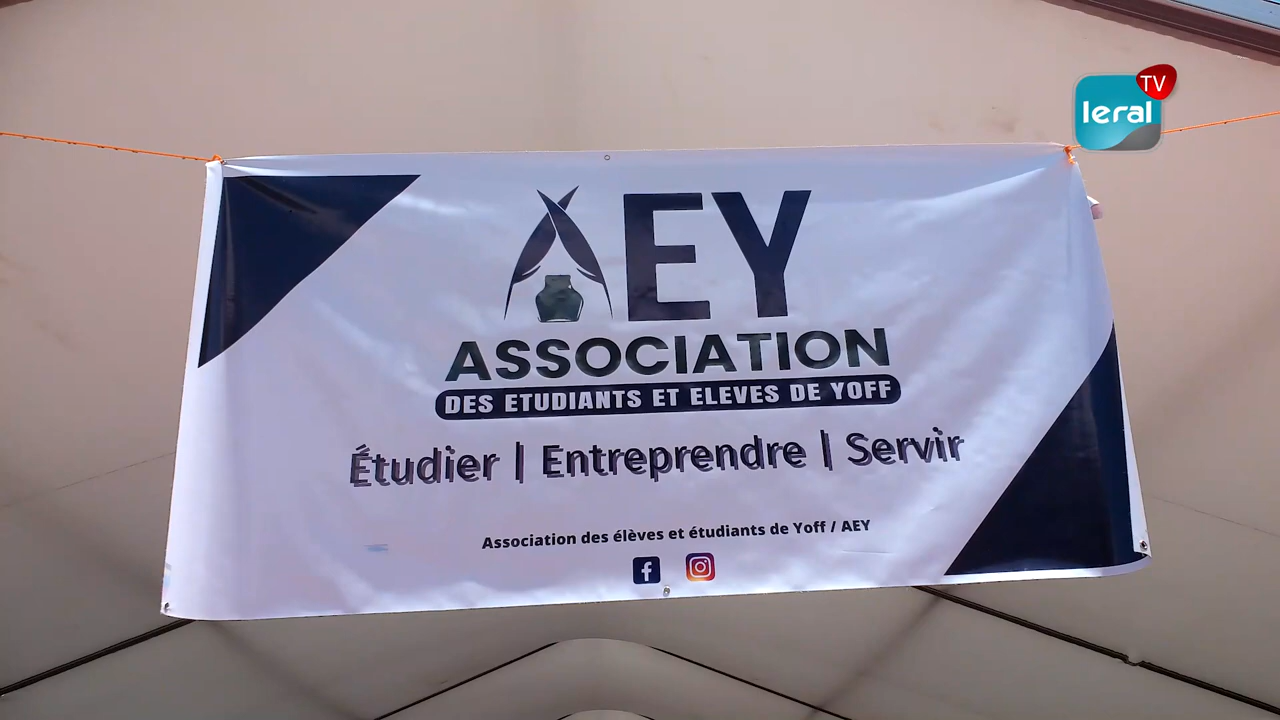 leral TV
AEY
ASSOCIATION
DES ETUDIANTS ET ELEVES DE YOFF
Étudier | Entreprendre | Servir
Association des élèves et étudiants de Yoff / AEY